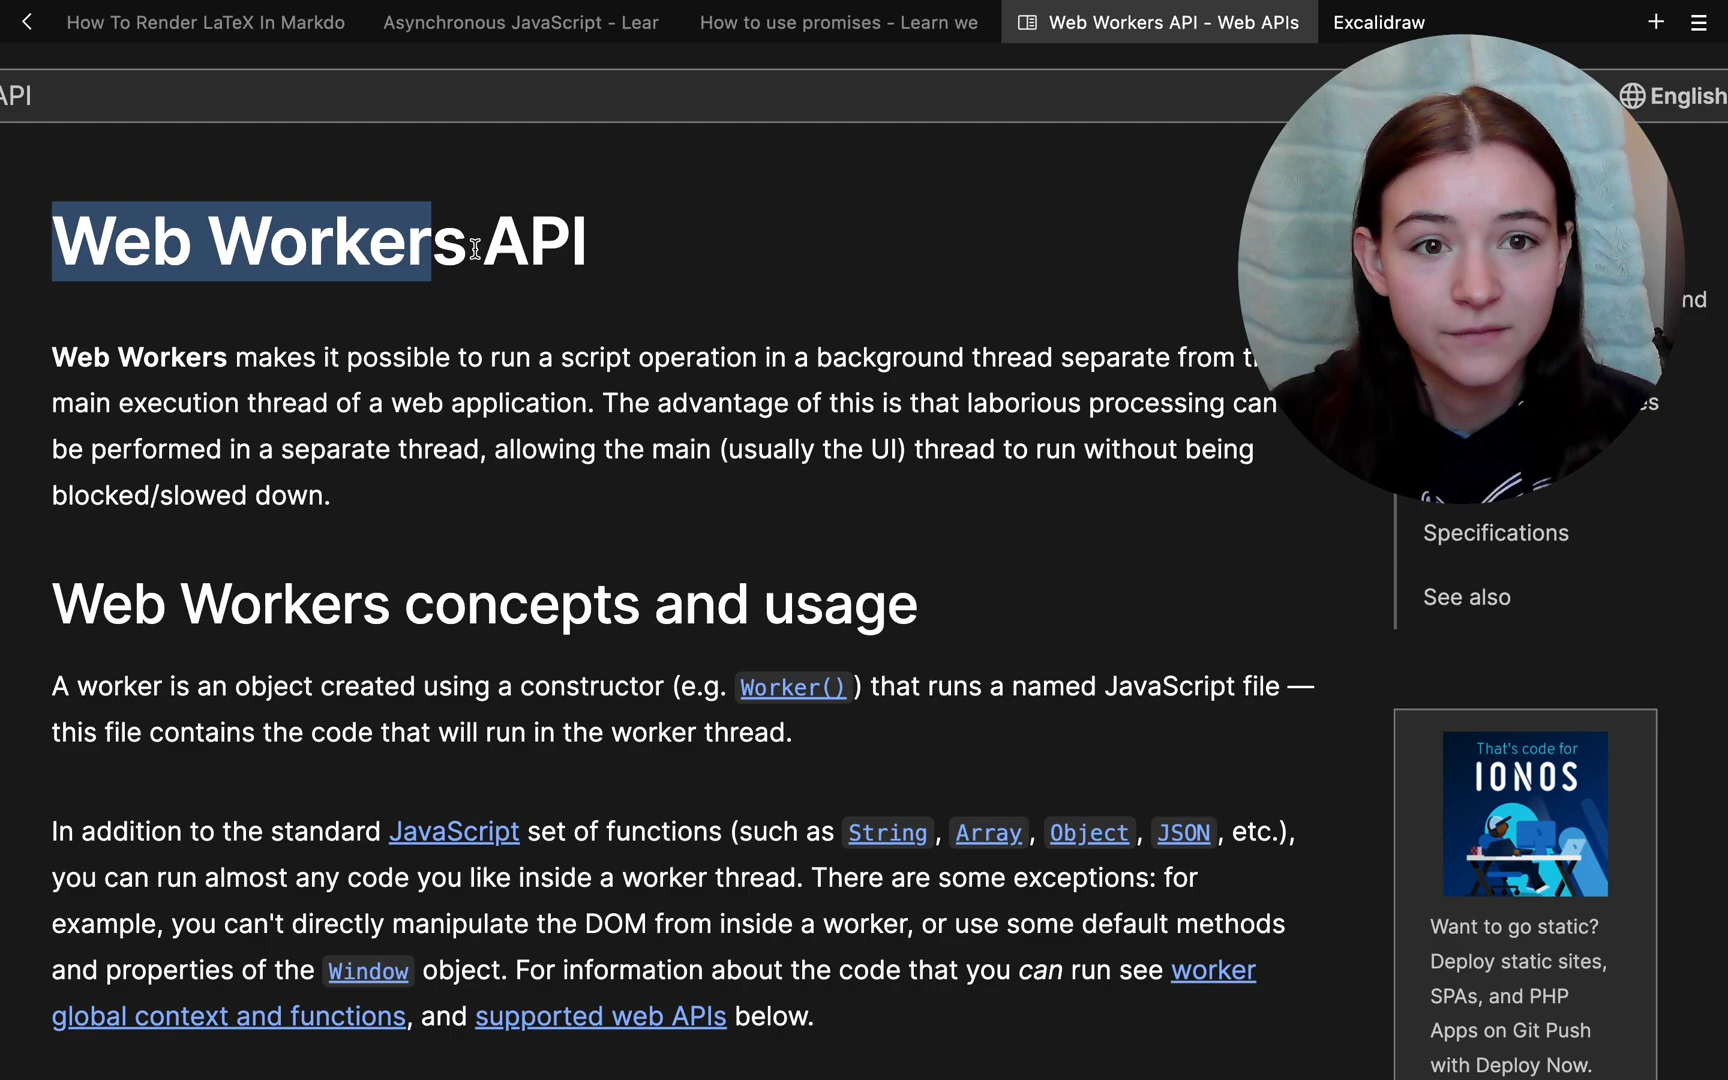 How To Render LaTeX In Markdo
Asynchronous JavaScript - Lear
How to use promises - Learn we
Web Workers API - Web APIs
Excalidraw
API
English
Web Workers API
nd
es
Web Workers makes it possible to run a script operation in a background thread separate from t
main execution thread of a web application. The advantage of this is that laborious processing can
be performed in a separate thread, allowing the main (usually the UI) thread to run without being
blocked/slowed down.
Specifications
See also
Web Workers concepts and usage
A worker is an object created using a constructor (e.g. Worker()) that runs a named JavaScript file —
this file contains the code that will run in the worker thread.
In addition to the standard JavaScript set of functions (such as String, Array, Object, JSON, etc.),
you can run almost any code you like inside a worker thread. There are some exceptions: for
example, you can't directly manipulate the DOM from inside a worker, or use some default methods
and properties of the Window object. For information about the code that you can run see worker
global context and functions, and supported web APIs below.
That's code for
IONOS
Want to go static?
Deploy static sites,
SPAs, and PHP
Apps on Git Push
with Deploy Now.